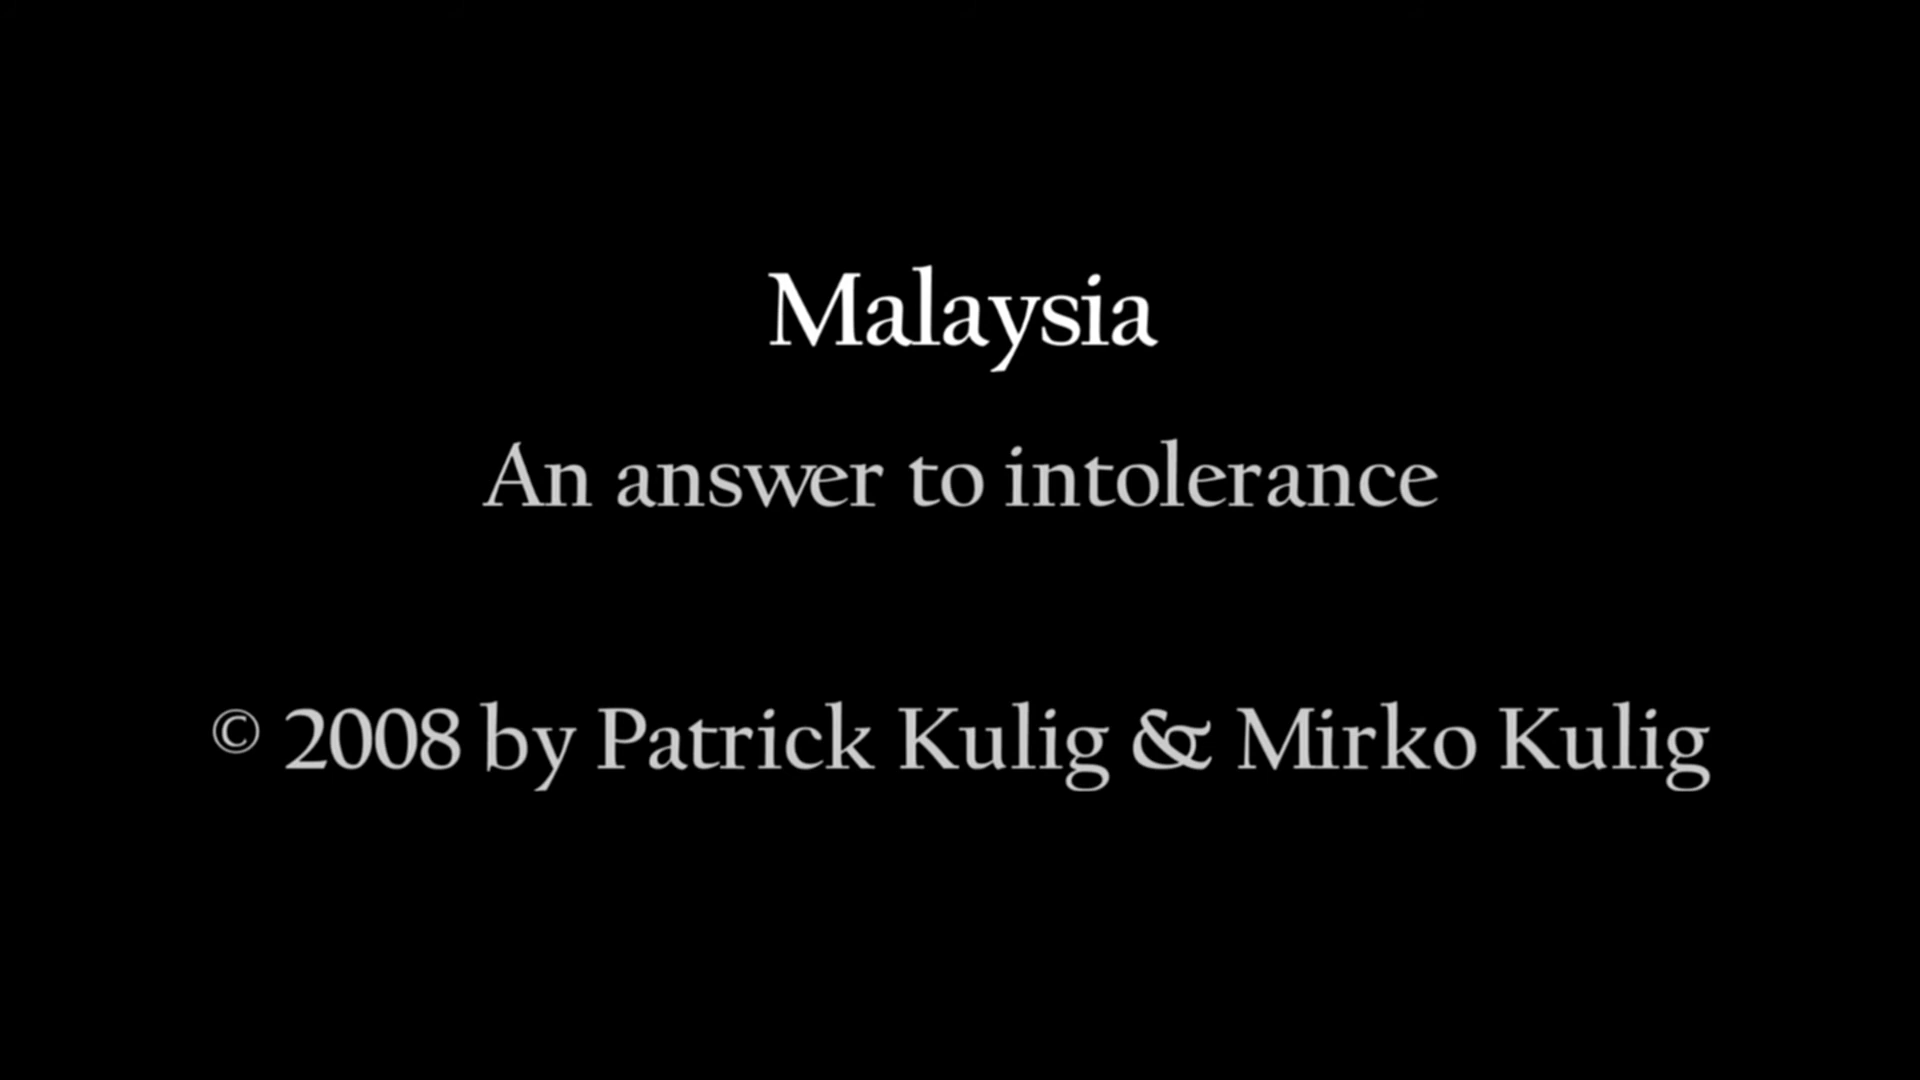 Malaysia
An answer to intolerance
© 2008 by Patrick Kulig & Mirko Kulig